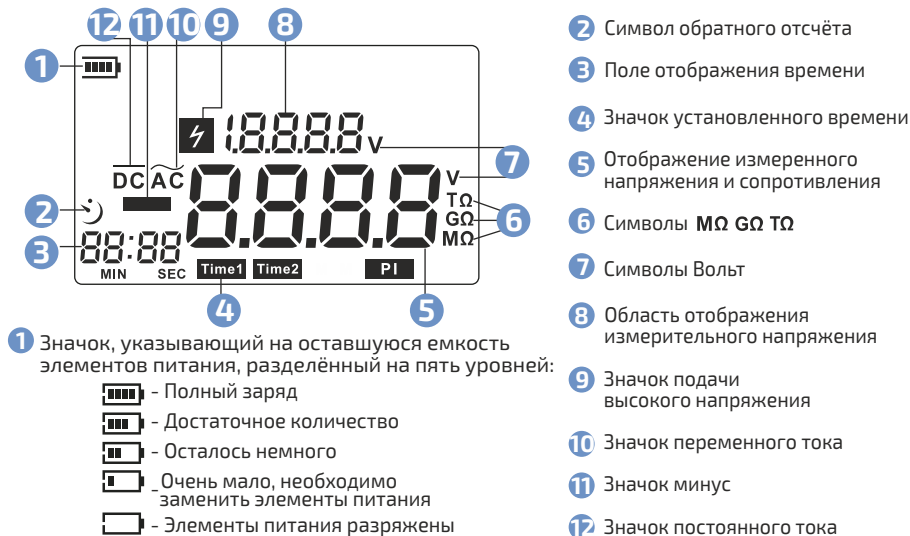 12 11 10 9 8
1
1.8.8.8.8 V
DC AC
8.8.8.8 V
TΩ
GΩ
MΩ
7
6
2
3
88:88
MIN SEC
Time1 Time2 PI
4 5
1 Значок, указывающий на оставшуюся емкость
элементов питания, разделённый на пять уровней:
- Полный заряд
- Достаточное количество
- Осталось немного
- Очень мало, необходимо
заменить элементы питания
- Элементы питания разряжены
2 Символ обратного отсчёта
3 Поле отображения времени
4 Значок установленного времени
5 Отображение измеренного
напряжения и сопротивления
6 Символы MΩ GΩ TΩ
7 Символы Вольт
8 Область отображения
измерительного напряжения
9 Значок подачи
высокого напряжения
10 Значок переменного тока
11 Значок минус
12 Значок постоянного тока